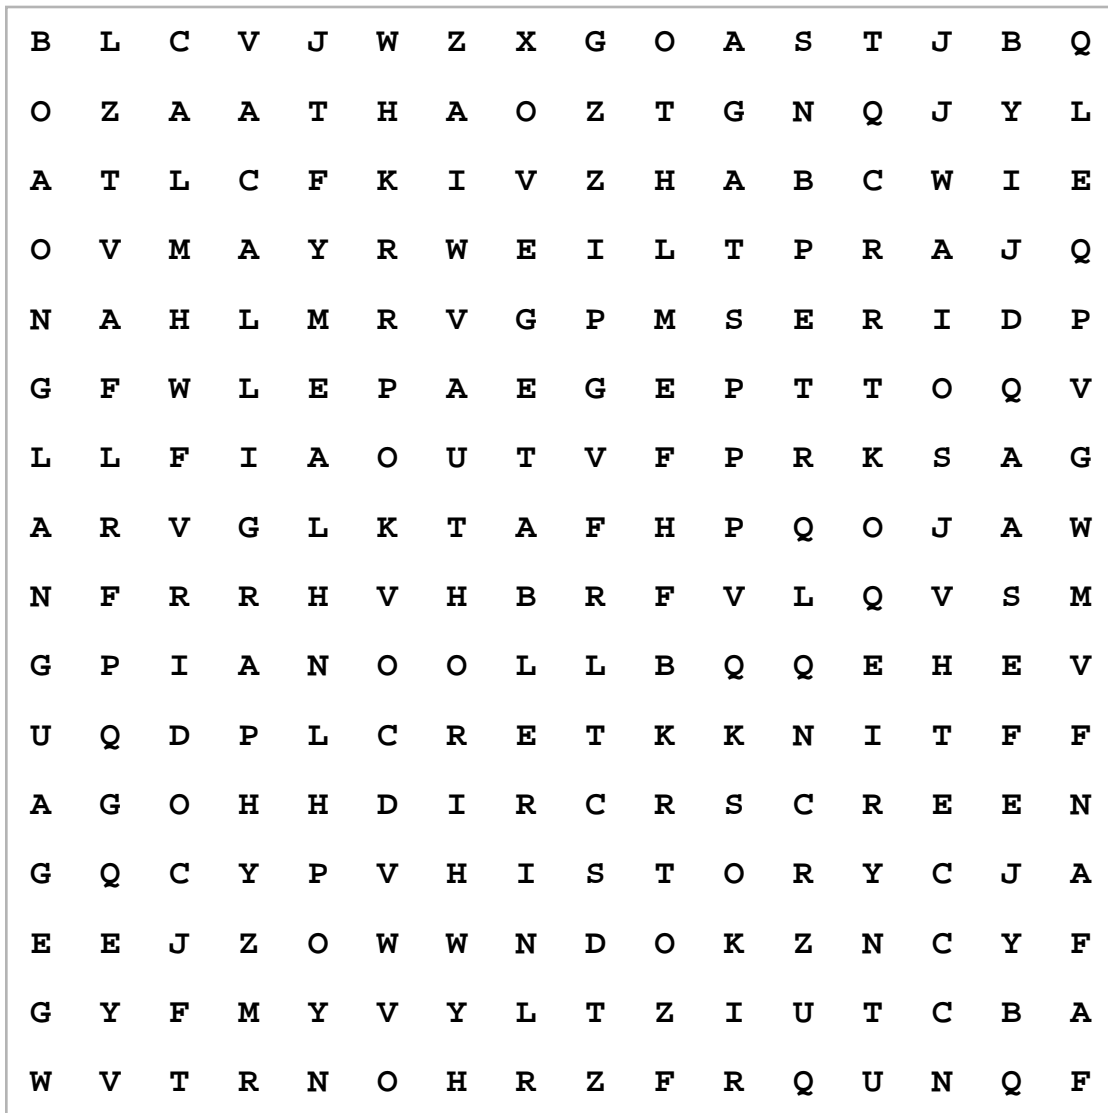 B L C V J W Z X G O A S T J B Q
O Z A A T H A O Z T G N Q J Y L
A T L C F K I V Z H A B C W I E
O V M A Y R W E I L T P R A J Q
N A H L M R V G P M S E R I D P
G F W L E P A E G E P T T O Q V
L L F I A O U T V F P R K S A G
A R V G L K T A F H P Q O J A W
N F R R H V H B R F V L Q V S M
G P I A N O O L L B Q Q E H E V
U Q D P L C R E T K K N I T F F
A G O H H D I R C R S C R E E N
G Q C Y P V H I S T O R Y C J A
E E J Z O W W N D O K Z N C Y F
G Y F M Y V Y L T Z I U T C B A
W V T R N O H R Z F R Q U N Q F